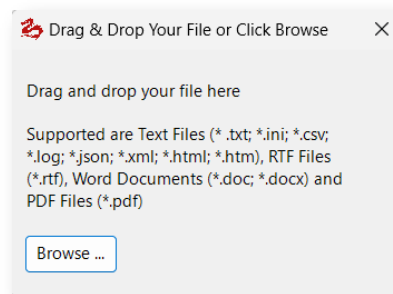 Drag & Drop Your File or Click Browse
Drag and drop your file here
Supported are Text Files (* .txt; *.ini; *.csv;
*.log; *.json; *.xml; *.html; *.htm), RTF Files
(*.rtf), Word Documents (*.doc; *.docx) and
PDF Files (*.pdf)
Browse ...